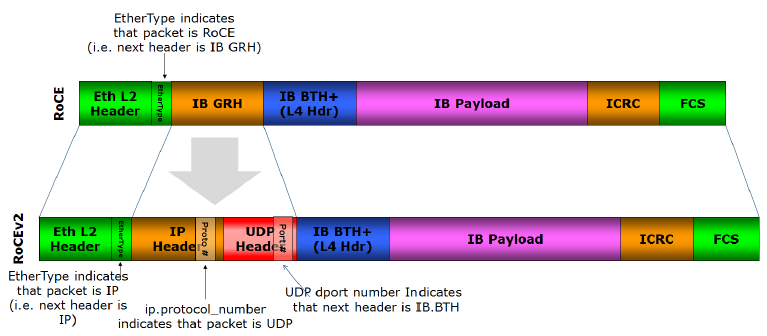 EtherType indicates
that packet is RoCE
(i.e. next header is IB GRH)
RoCE
Eth L2
Header
EtherType
IB GRH
IB BTH+
(L4 Hdr)
IB Payload
ICRC
FCS
RoCEv2
Eth L2
Header
EtherType
IP
Header
Proto #
UDP
Header
Port#
IB BTH+
(L4 Hdr)
IB Payload
ICRC
FCS
EtherType indicates
that packet is IP
(i.e. next header is
IP)
ip.protocol_number
indicates that packet is UDP
UDP dport number Indicates
that next header is IB.BTH